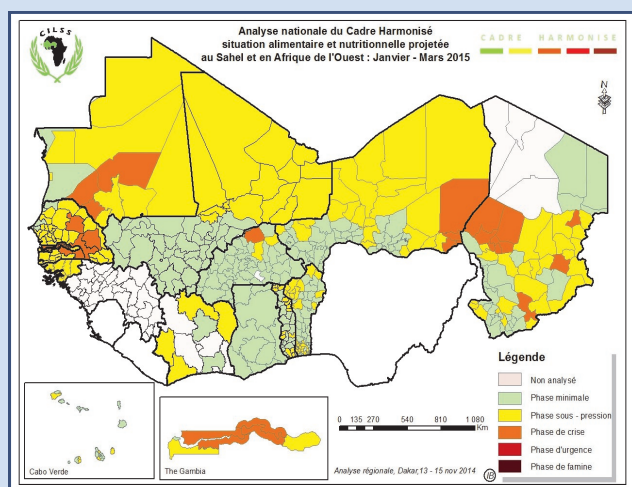 CILSS
Analyse nationale du Cadre Harmonisé
situation alimentaire et nutritionnelle projetée
au Sahel et en Afrique de l'Ouest : Janvier - Mars 2015
CADRE HARMONISE
N
Légende
Non analysé
Phase minimale
Phase sous - pression
Phase de crise
Phase d'urgence
Phase de famine
0 135 270 540 810 1 080
Km
Cabo Verde
The Gambia
Analyse régionale, Dakar,13 - 15 nov 2014
IB